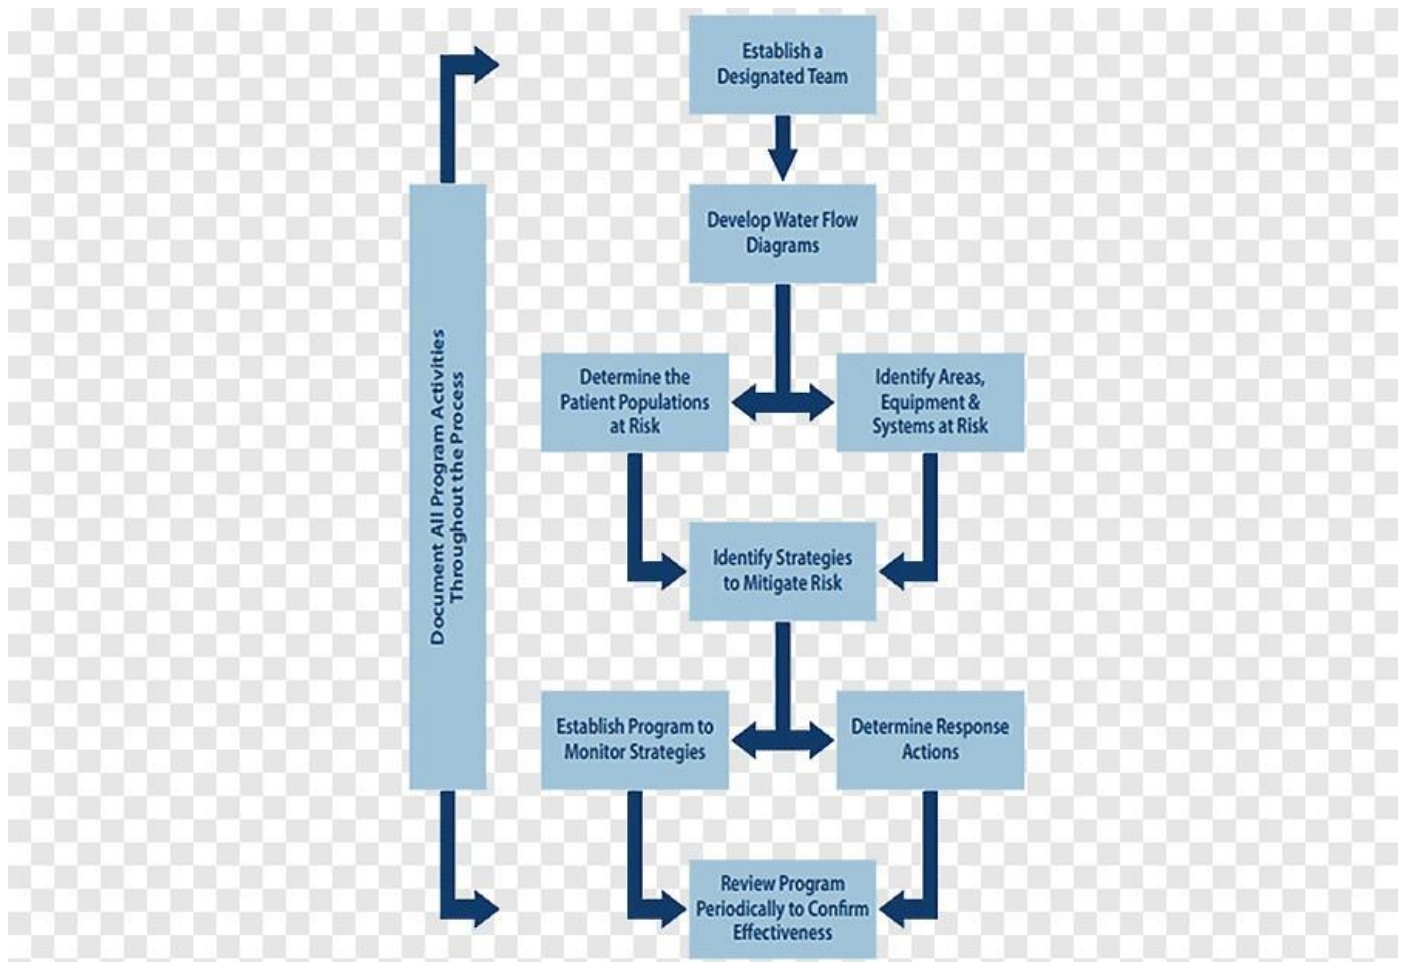 Establish a
Designated Team
Develop Water Flow
Diagrams
Document All Program Activities
Throughout the Process
Determine the
Patient Populations
at Risk
Identify Areas,
Equipment &
Systems at Risk
Identify Strategies
to Mitigate Risk
Establish Program to
Monitor Strategies
Determine Response
Actions
Review Program
Periodically to Confirm
Effectiveness